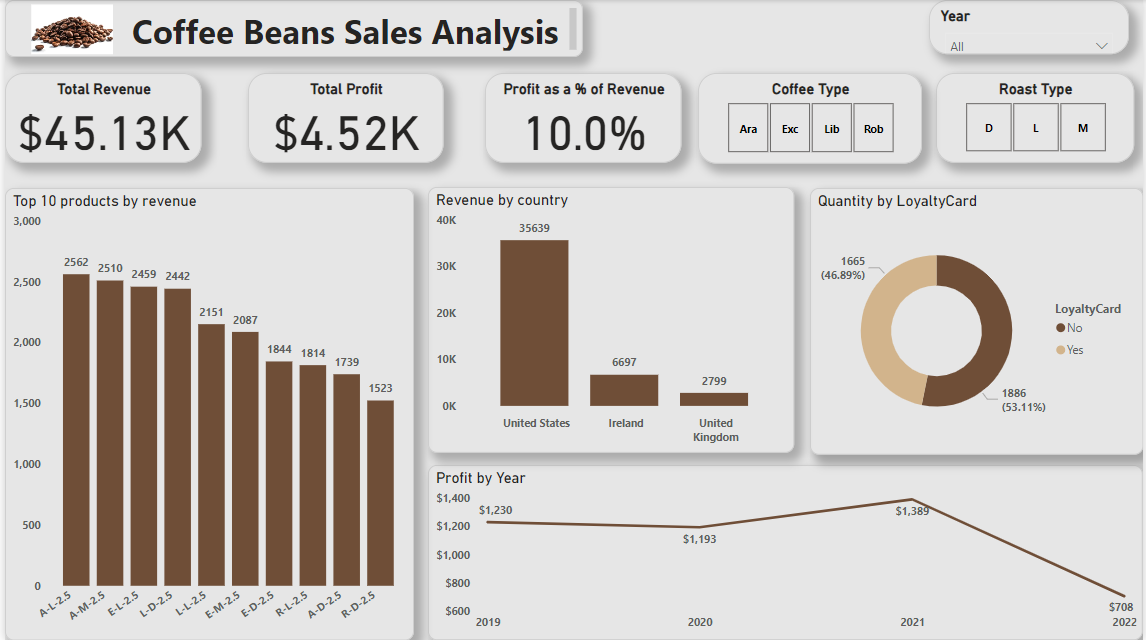 Coffee Beans Sales Analysis
Year
All
Total Revenue
$45.13K
Total Profit
$4.52K
Profit as a % of Revenue
10.0%
Coffee Type
Ara Exc Lib Rob
Roast Type
D L M
Top 10 products by revenue
3,000
2,500
2,000
1,500
1,000
500
0
2562
2510
2459
2442
2151
2087
1844
1814
1739
1523
A-L-2.5
A-M-2.5
E-L-2.5
L-D-2.5
L-L-2.5
E-M-2.5
E-D-2.5
R-L-2.5
A-D-2.5
R-D-2.5
Revenue by country
40K
30K
20K
10K
0K
35639
6697
2799
United States
Ireland
United
Kingdom
Quantity by LoyaltyCard
1665
(46.89%)
1886
(53.11%)
LoyaltyCard
No
Yes
Profit by Year
$1,400
$1,200
$1,000
$800
$600
$1,230
$1,193
$1,389
$708
2019
2020
2021
2022